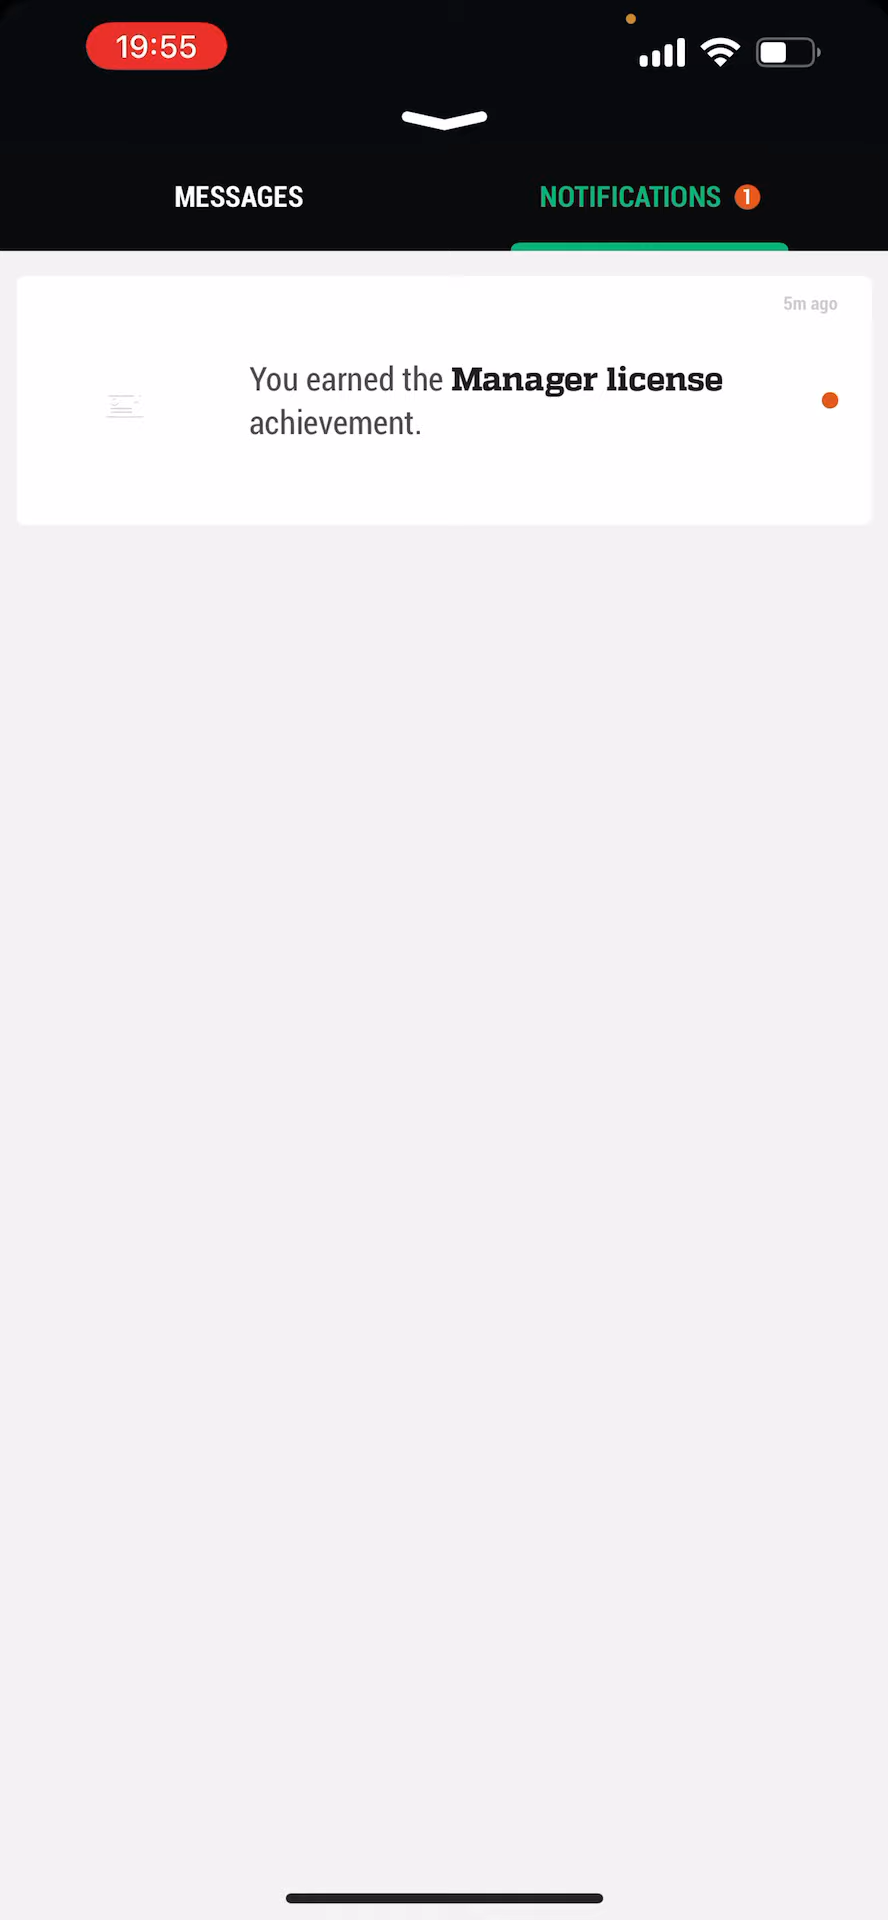 19:55
MESSAGES
NOTIFICATIONS 1
5m ago
You earned the Manager license
achievement.